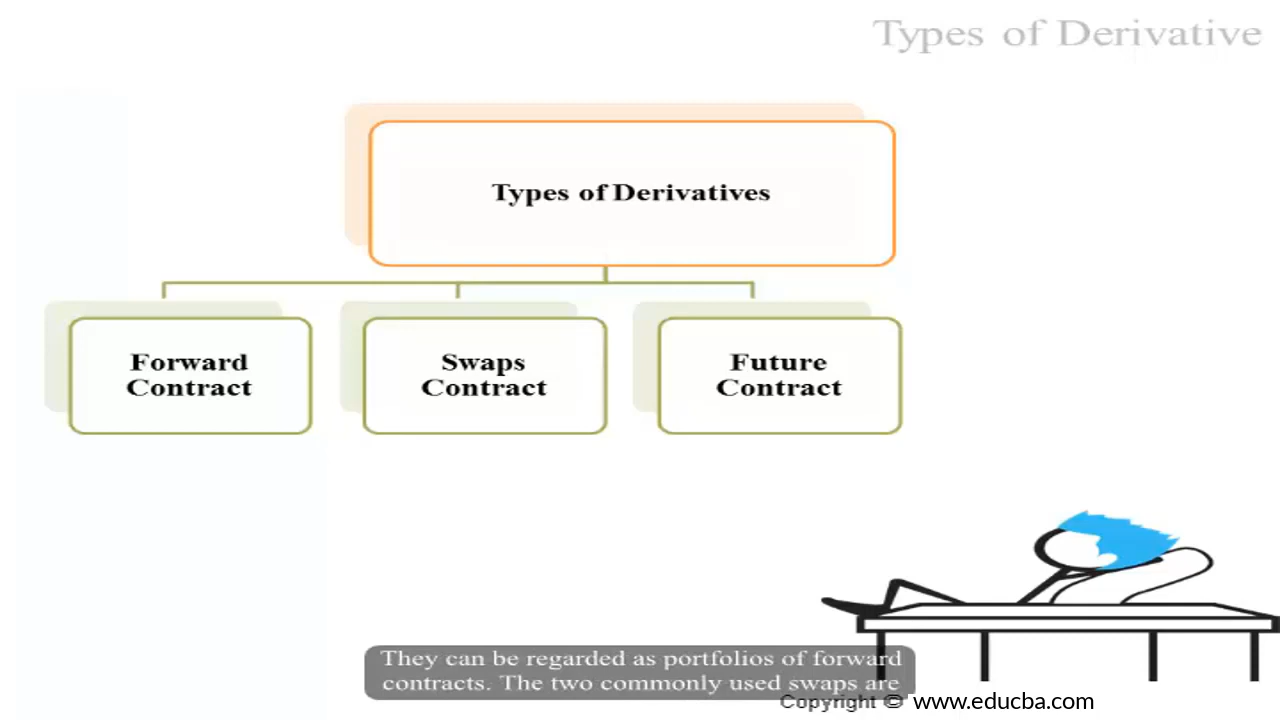 Types of Derivative
Types of Derivatives
Forward
Contract
Swaps
Contract
Future
Contract
They can be regarded as portfolios of forward
contracts. The two commonly used swaps are
Copyright © www.educba.com